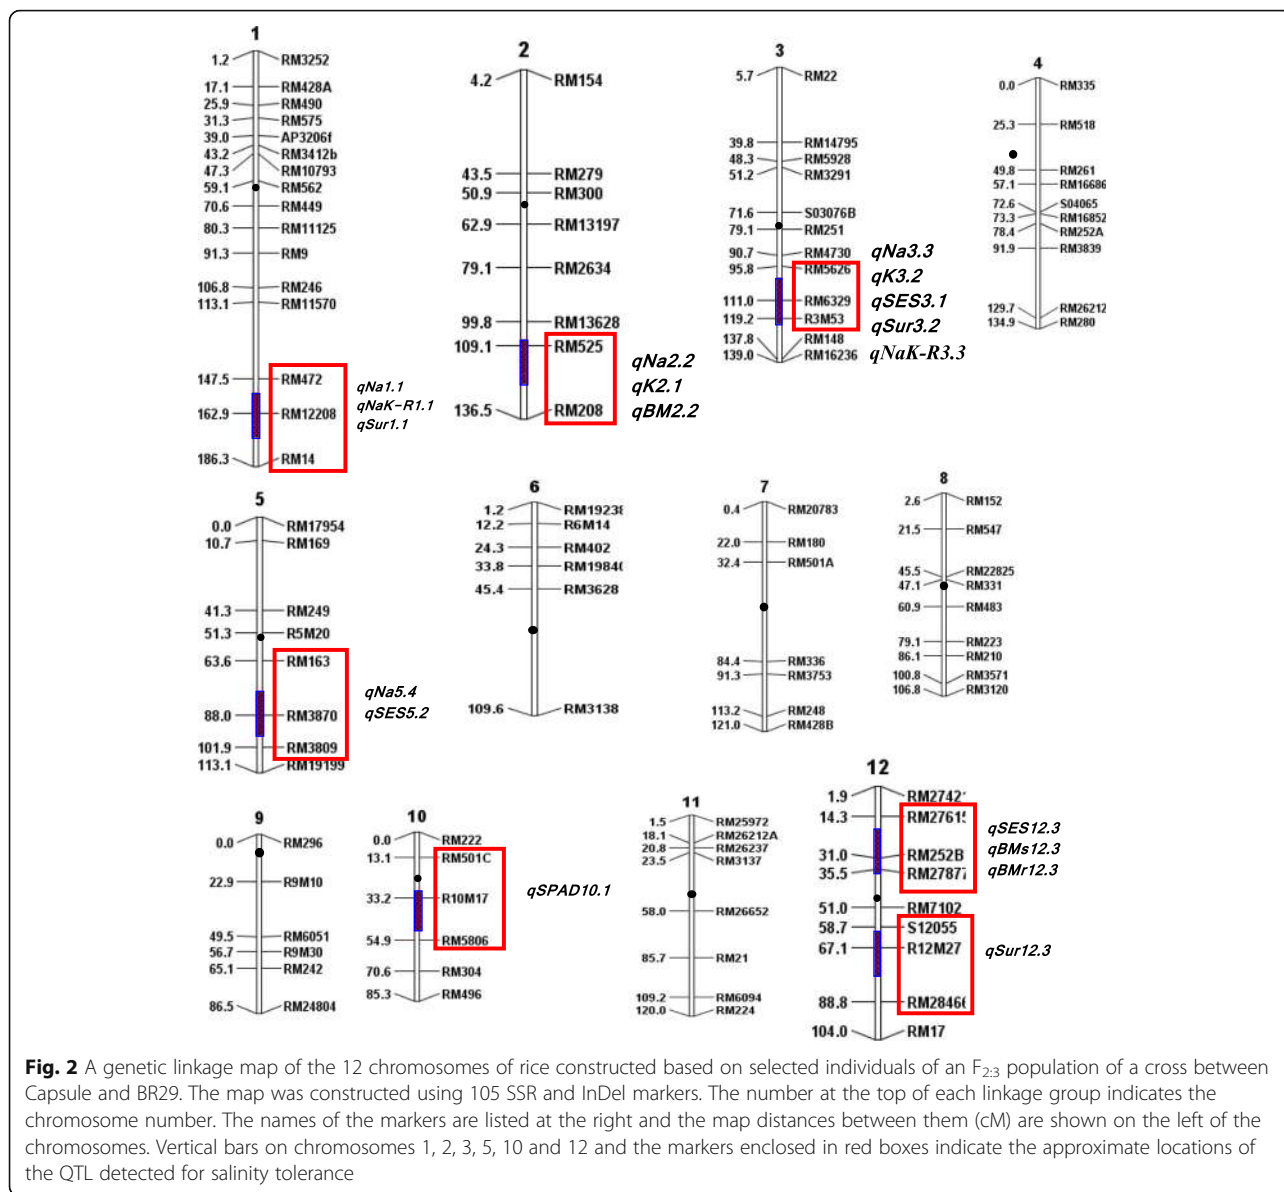 1
1.2 RM3252
17.1 RM428A
25.9 RM490
31.3 RM575
39.0 AP3206f
43.2 RM3412b
47.3 RM10793
59.1 RM562
70.6 RM449
80.3 RM11125
91.3 RM9
106.8 RM246
113.1 RM11570
147.5 RM472
162.9 RM12208
186.3 RM14
qNa1.1
qNaK-R1.1
qSur1.1
2
4.2 RM154
43.5 RM279
50.9 RM300
62.9 RM13197
79.1 RM2634
99.8 RM13628
109.1 RM525
136.5 RM208
qNa2.2
qK2.1
qBM2.2
3
5.7 RM22
39.8 RM14795
48.3 RM5928
51.2 RM3291
71.6 S03076B
79.1 RM251
90.7 RM4730
95.8 RM5626
111.0 RM6329
119.2 R3M53
137.8 RM148
139.0 RM16236
qNa3.3
qK3.2
qSES3.1
qSur3.2
qNaK-R3.3
4
0.0 RM335
25.3 RM518
49.8 RM261
57.1 RM16686
72.6 S04065
73.3 RM16852
78.4 RM252A
91.9 RM3839
129.7 RM26212
134.9 RM280
5
0.0 RM17954
10.7 RM169
41.3 RM249
51.3 R5M20
63.6 RM163
88.0 RM3870
101.9 RM3809
113.1 RM19199
qNa5.4
qSES5.2
6
1.2 RM19238
12.2 R6M14
24.3 RM402
33.8 RM19840
45.4 RM3628
109.6 RM3138
7
0.4 RM20783
22.0 RM180
32.4 RM501A
84.4 RM336
91.3 RM3753
113.2 RM248
121.0 RM428B
8
2.6 RM152
21.5 RM547
45.5 RM22825
47.1 RM331
60.9 RM483
79.1 RM223
86.1 RM210
100.8 RM3571
106.8 RM3120
9
0.0 RM296
22.9 R9M10
49.5 RM6051
56.7 R9M30
65.1 RM242
86.5 RM24804
10
0.0 RM222
13.1 RM501C
33.2 R10M17
54.9 RM5806
70.6 RM304
85.3 RM496
qSPAD10.1
11
1.5 RM25972
18.1 RM26212A
20.8 RM26237
23.5 RM3137
58.0 RM26652
85.7 RM21
109.2 RM6094
120.0 RM224
12
1.9 RM2742
14.3 RM27615
31.0 RM252B
35.5 RM27877
51.0 RM7102
58.7 S12055
67.1 R12M27
88.8 RM28466
104.0 RM17
qSES12.3
qBMs12.3
qBMr12.3
qSur12.3
Fig. 2 A genetic linkage map of the 12 chromosomes of rice constructed based on selected individuals of an F2:3 population of a cross between
Capsule and BR29. The map was constructed using 105 SSR and InDel markers. The number at the top of each linkage group indicates the
chromosome number. The names of the markers are listed at the right and the map distances between them (cM) are shown on the left of the
chromosomes. Vertical bars on chromosomes 1, 2, 3, 5, 10 and 12 and the markers enclosed in red boxes indicate the approximate locations of
the QTL detected for salinity tolerance